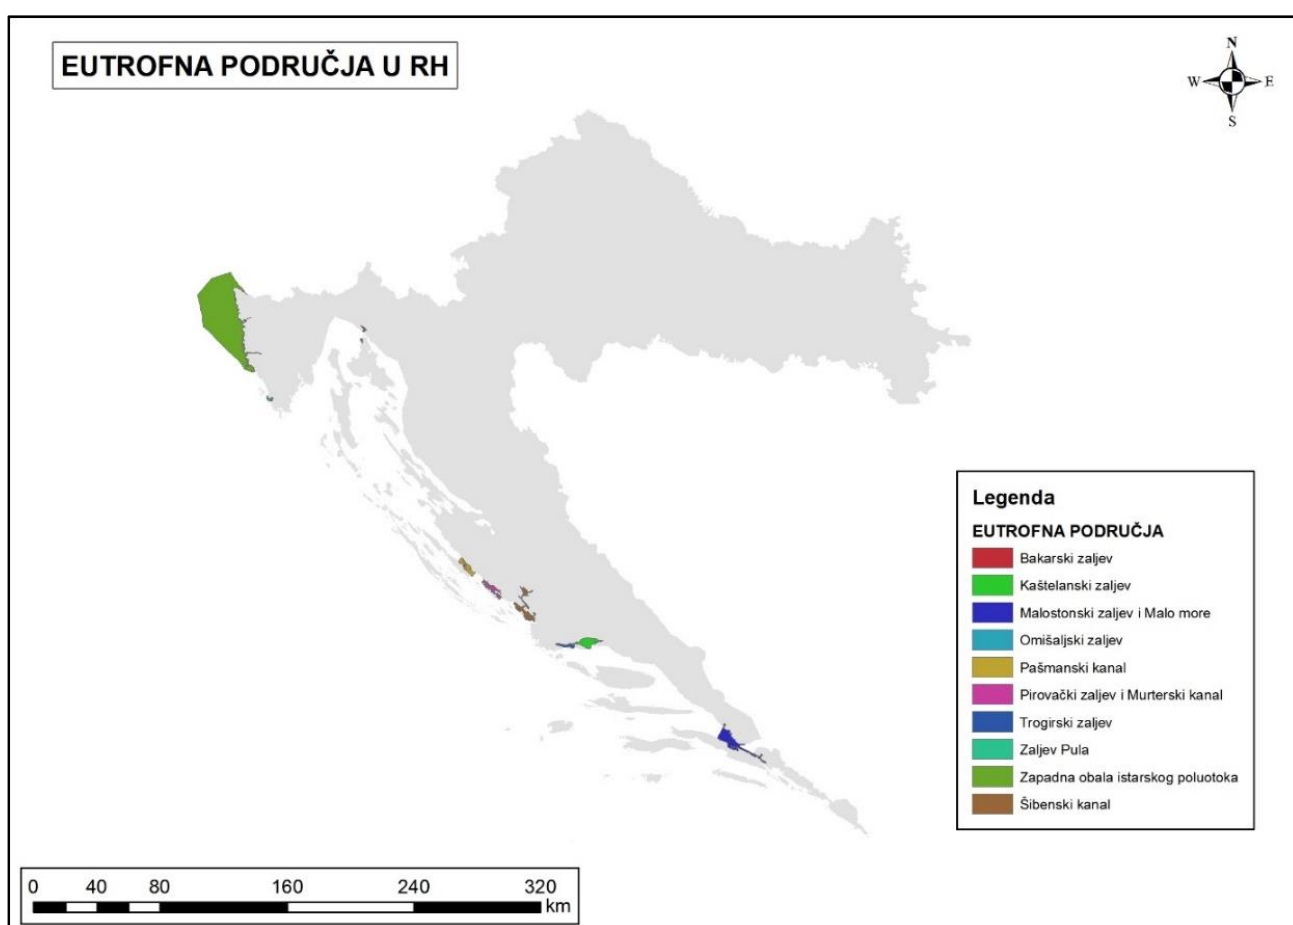 EUTROFNA PODRUČJA U RH
N
W E
S
Legenda
EUTROFNA PODRUČJA
Bakarski zaljev
Kaštelanski zaljev
Malostonski zaljev i Malo more
Omišaljski zaljev
Pašmanski kanal
Pirovački zaljev i Murterski kanal
Trogirski zaljev
Zaljev Pula
Zapadna obala istarskog poluotoka
Šibenski kanal
0 40 80 160 240 320
km